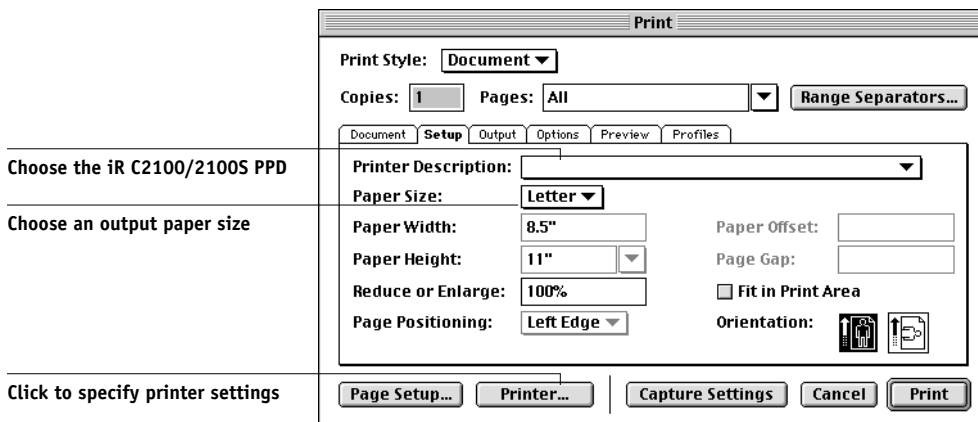 Print
Print Style: Document
Copies: 1 Pages: All Range Separators...
Document Setup Output Options Preview Profiles
Choose the iR C2100/2100S PPD Printer Description:
Paper Size: Letter
Choose an output paper size Paper Width: 8.5" Paper Offset:
Paper Height: 11" Page Gap:
Reduce or Enlarge: 100% Fit in Print Area
Page Positioning: Left Edge Orientation:
Click to specify printer settings Page Setup... Printer... Capture Settings Cancel Print